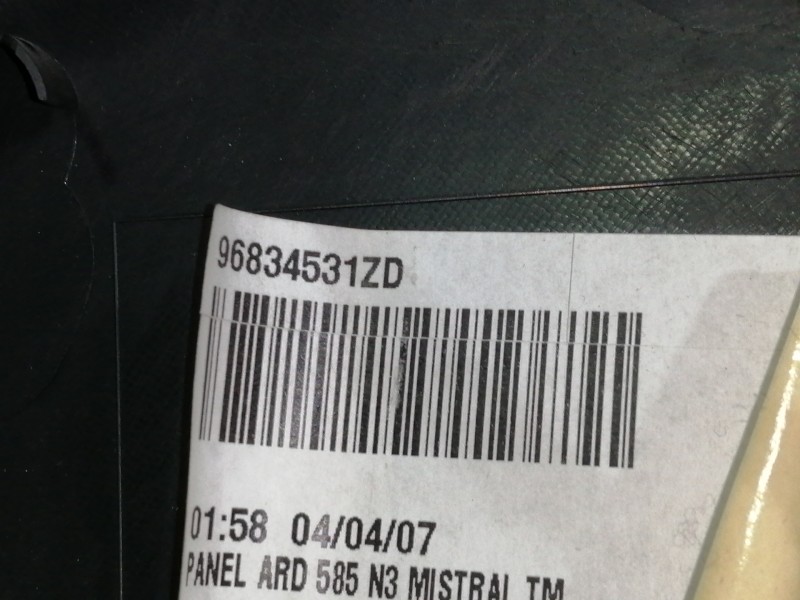 96834531ZD
01:58 04/04/07
PANEL ARD 585 N3 MISTRAL TM